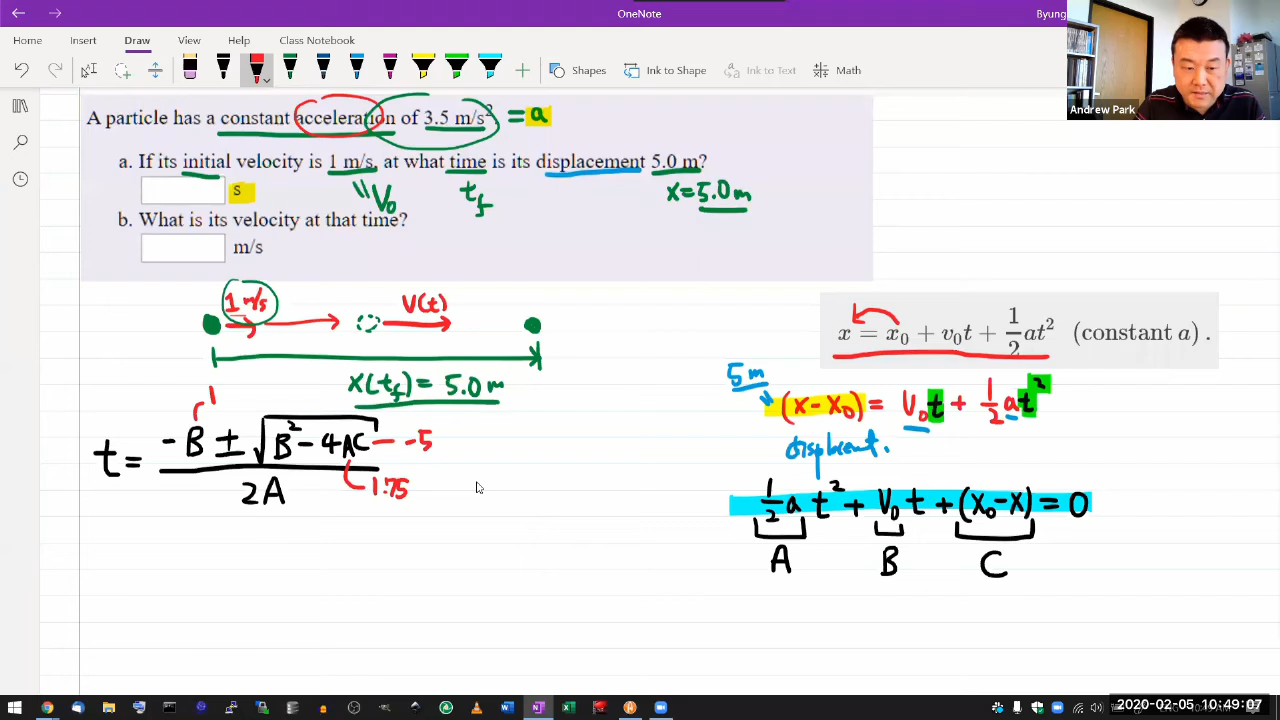 OneNote
Byung
Home Insert Draw View Help Class Notebook
Shapes Ink to Shape Ink to Text Math
Andrew Park
A particle has a constant acceleration of 3.5 m/s². = a
a. If its initial velocity is 1 m/s, at what time is its displacement 5.0 m?
s
V₀ t_f x = 5.0 m
b. What is its velocity at that time?
m/s
1 m/s V(t)
x = x₀ + v₀t + 1/2 at² (constant a).
x(t_f) = 5.0 m
5 m
(x - x₀) = V₀t + 1/2 at²
1
t = (-B ± √(B² - 4AC)) / 2A
-5
1.75
1/2 a t² + V₀ t + (x₀ - x) = 0
A B C
2020-02-05 10:49:07